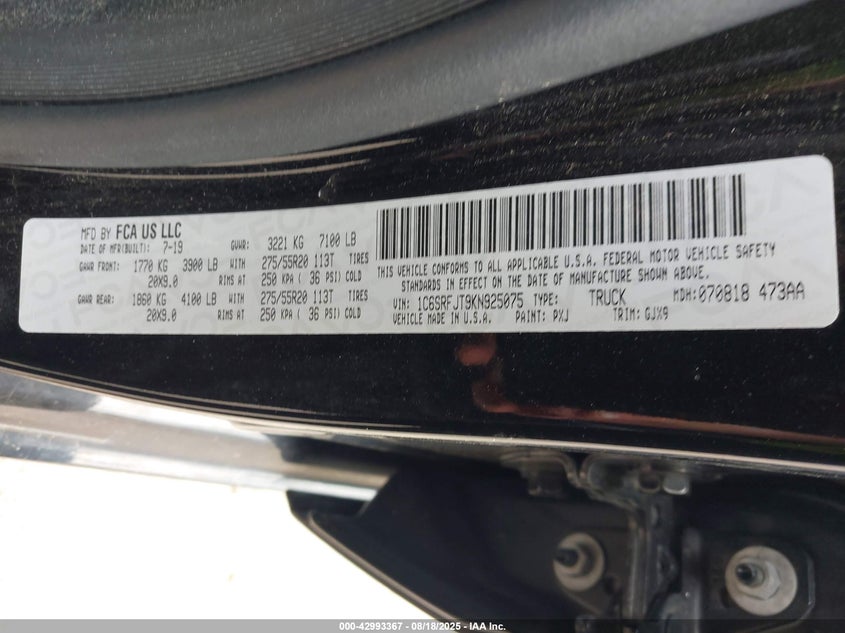 MFD BY FCA US LLC
DATE OF MFR(BUILT): 7-19 GVWR: 3221 KG 7100 LB
GAWR FRONT: 1770 KG 3900 LB WITH 275/55R20 113T TIRES
20X9.0 RIMS AT 250 KPA ( 36 PSI) COLD
GAWR REAR: 1860 KG 4100 LB WITH 275/55R20 113T TIRES
20X9.0 RIMS AT 250 KPA ( 36 PSI) COLD
THIS VEHICLE CONFORMS TO ALL APPLICABLE U.S.A. FEDERAL MOTOR VEHICLE SAFETY
STANDARDS IN EFFECT ON THE DATE OF MANUFACTURE SHOWN ABOVE.
VIN: 1C6SRFJT9KN925075 TYPE: TRUCK MDH:070818 473AA
VEHICLE MADE IN U.S.A. PAINT: PXJ TRIM: GJX9
000-42993367 - 08/18/2025 - IAA Inc.